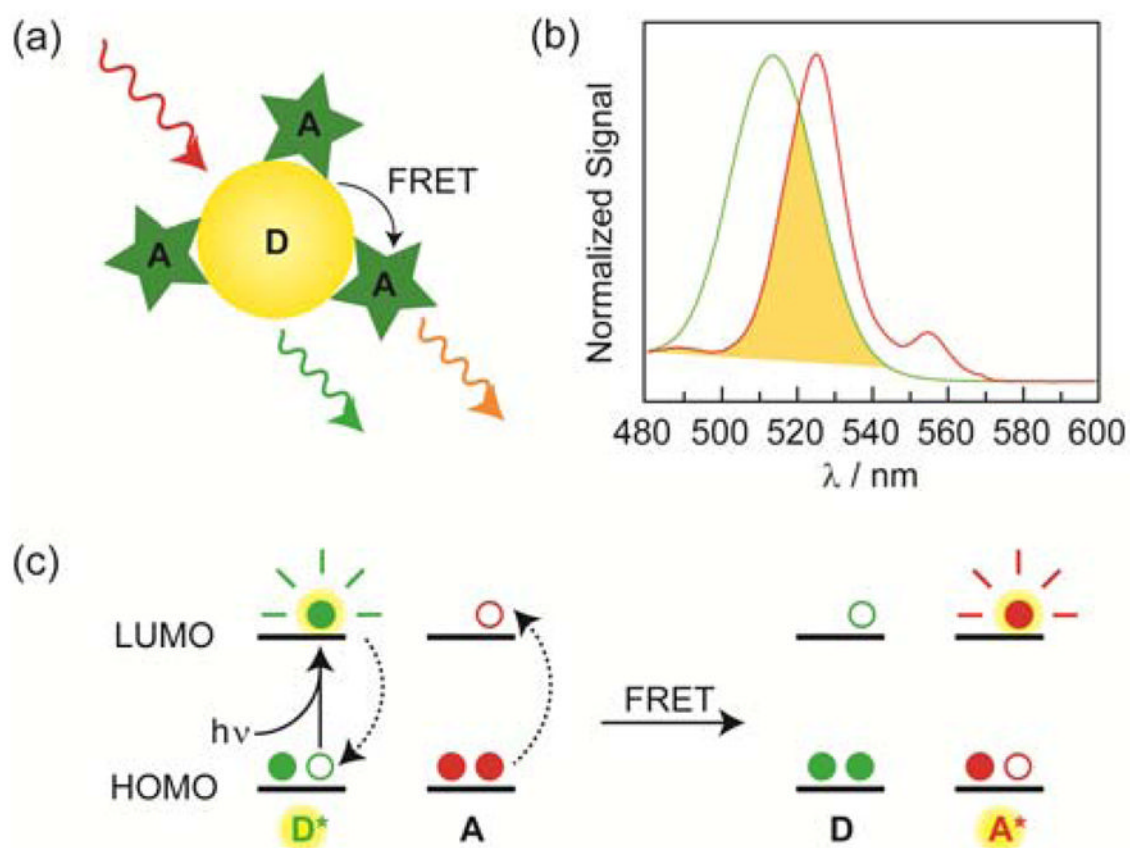 (a)
A
FRET
D
A
A
(b)
Normalized Signal
480 500 520 540 560 580 600
λ / nm
(c)
LUMO
hν
FRET
HOMO
D* A D A*